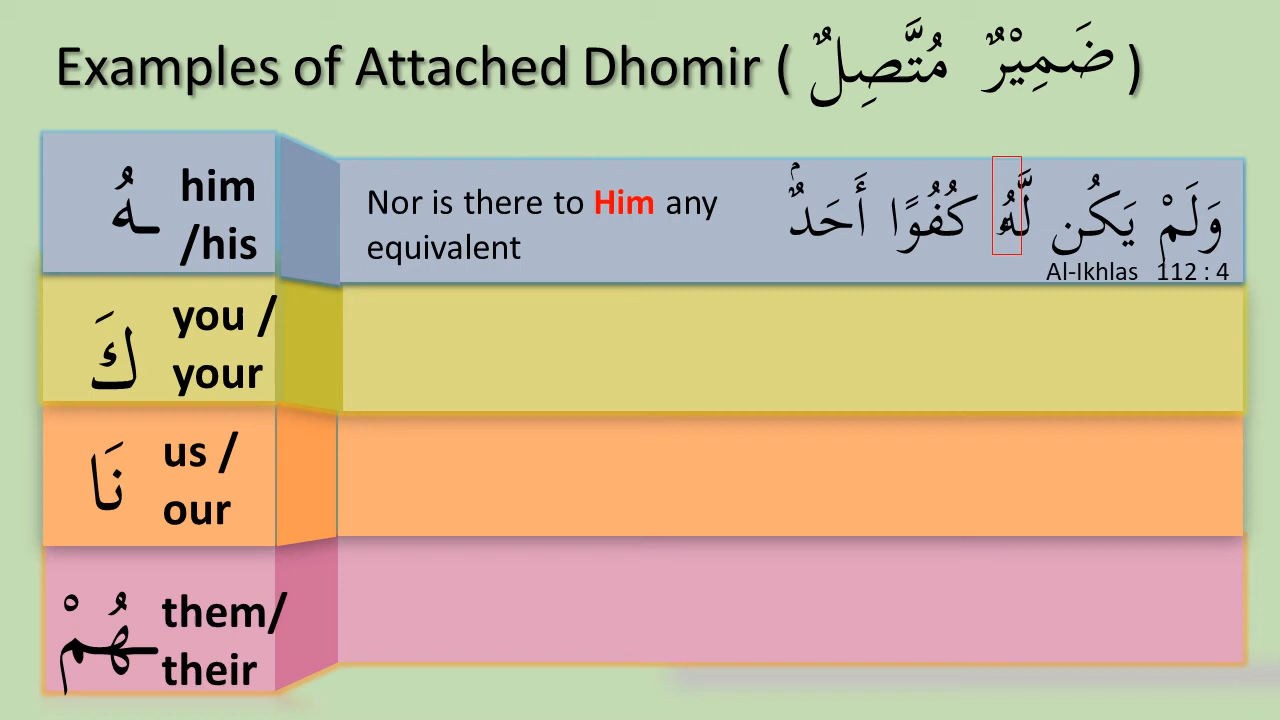 Examples of Attached Dhomir ( ضَمِيْرٌ مُتَّصِلٌ )
ـهُ him
/his
Nor is there to Him any
equivalent
وَلَمْ يَكُن لَّهُۥ كُفُوًا أَحَدٌۢ
Al-Ikhlas 112 : 4
كَ you /
your
نَا us /
our
ـهُمْ them/
their